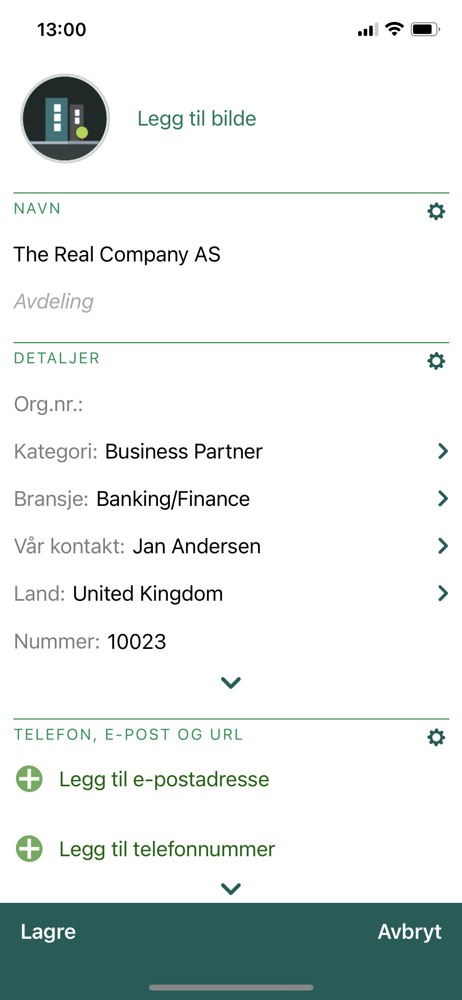 13:00
Legg til bilde
NAVN
The Real Company AS
Avdeling
DETALJER
Org.nr.:
Kategori: Business Partner
Bransje: Banking/Finance
Vår kontakt: Jan Andersen
Land: United Kingdom
Nummer: 10023
TELEFON, E-POST OG URL
Legg til e-postadresse
Legg til telefonnummer
Lagre Avbryt